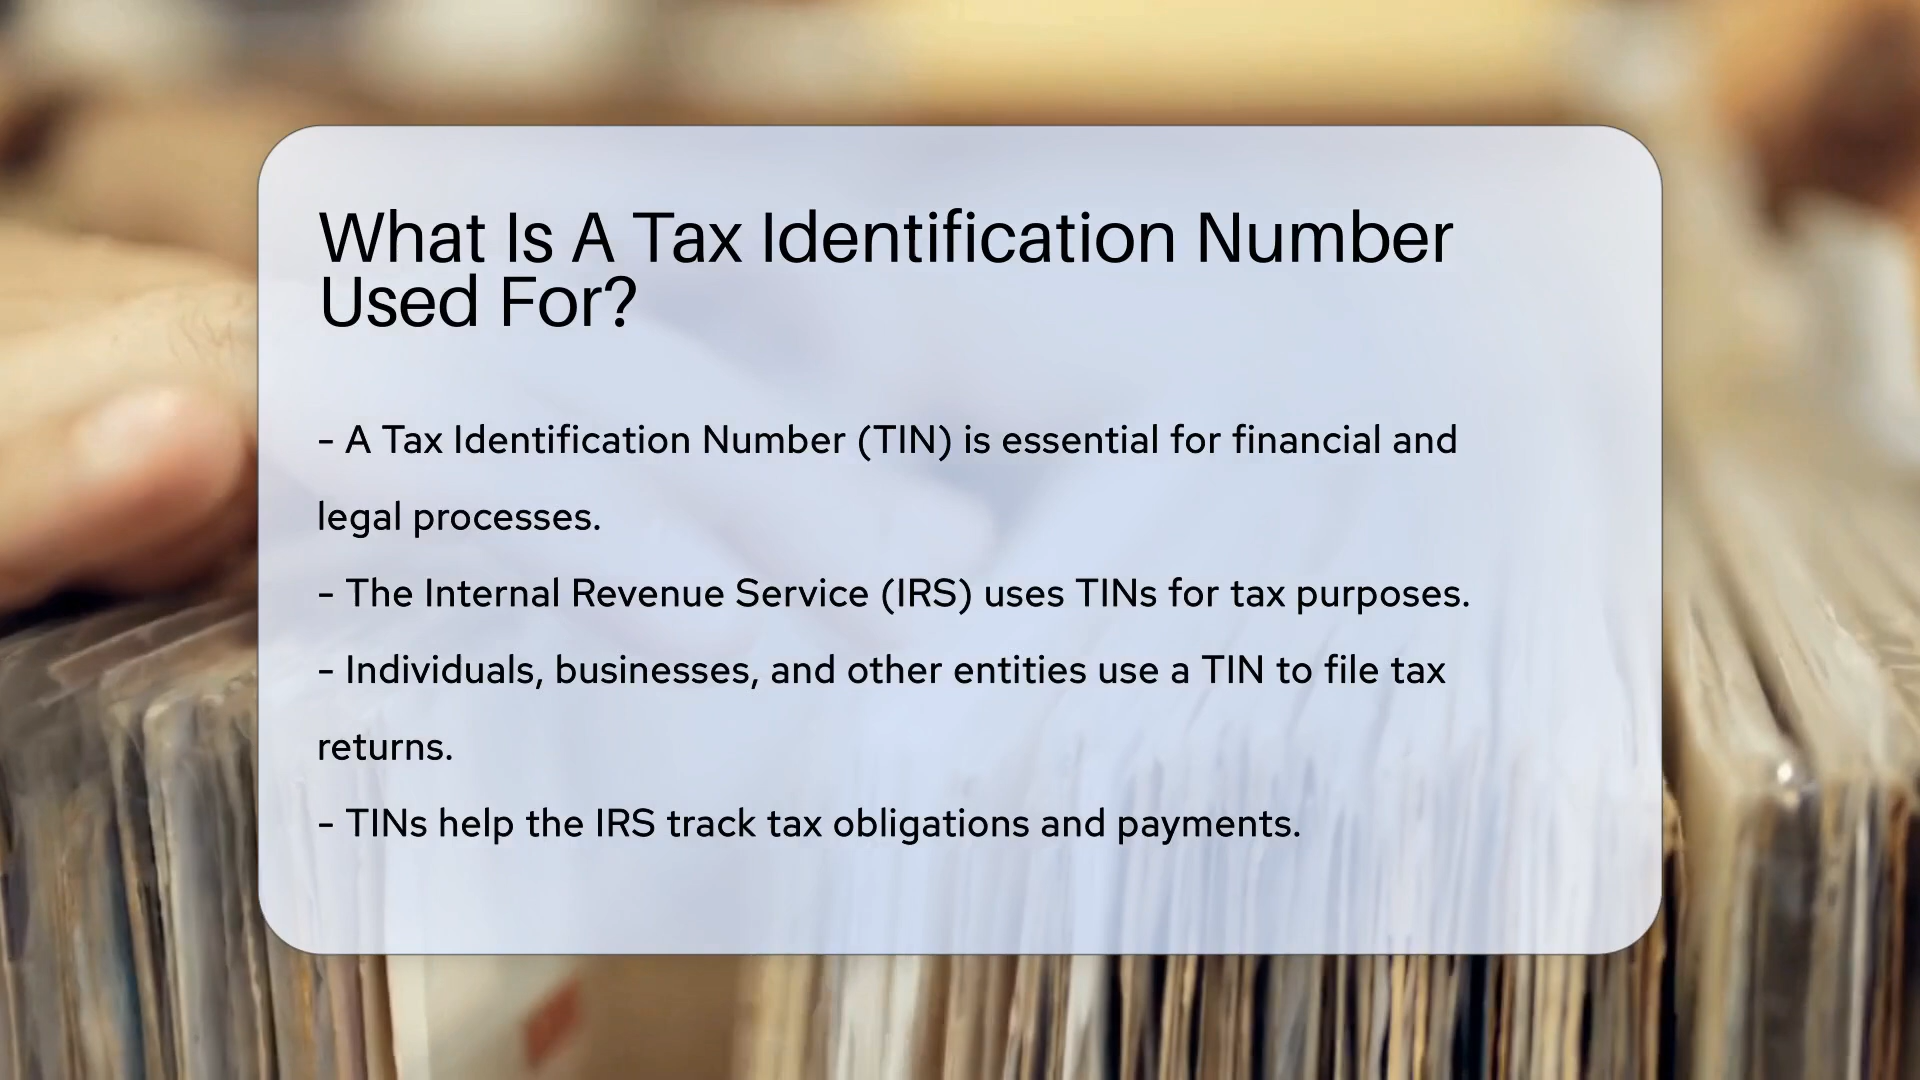 What Is A Tax Identification Number
Used For?
- A Tax Identification Number (TIN) is essential for financial and
legal processes.
- The Internal Revenue Service (IRS) uses TINs for tax purposes.
- Individuals, businesses, and other entities use a TIN to file tax
returns.
- TINs help the IRS track tax obligations and payments.